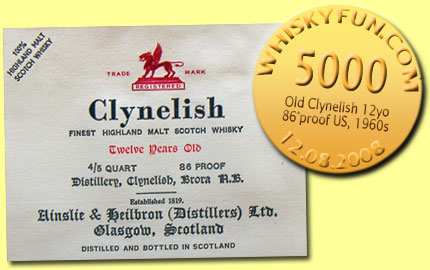 100%
HIGHLAND MALT
SCOTCH WHISKY
TRADE MARK
REGISTERED
Clynelish
FINEST HIGHLAND MALT SCOTCH WHISKY
Twelve Years Old
4/5 QUART 86 PROOF
Distillery, Clynelish, Brora N.B.
Established 1819.
Ainslie & Heilbron (Distillers) Ltd.
Glasgow, Scotland
DISTILLED AND BOTTLED IN SCOTLAND
WHISKYFUN.COM
5000
Old Clynelish 12yo
86°proof US, 1960s
12.08.2008